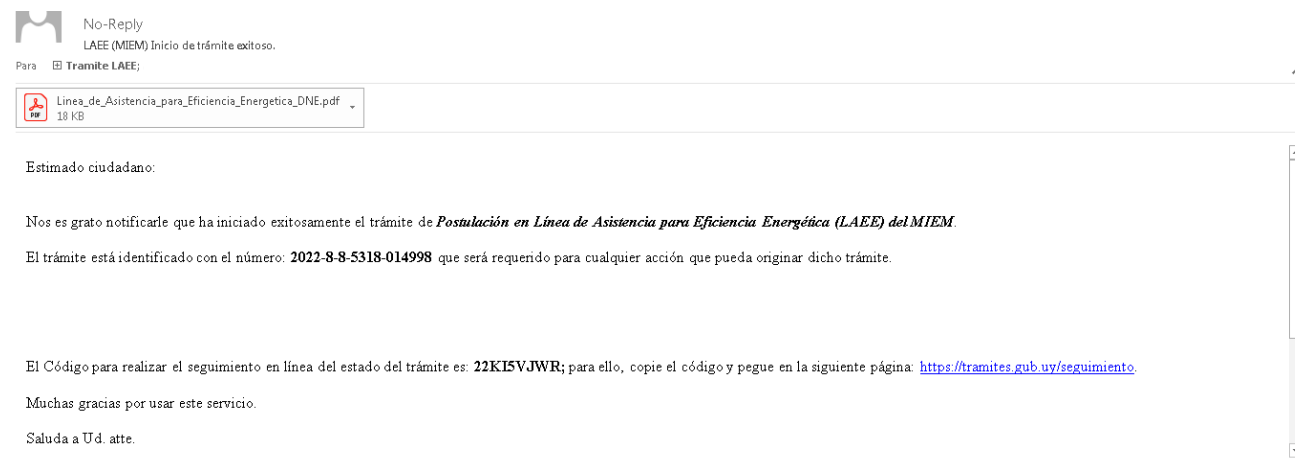 No-Reply
LAEE (MIEM) Inicio de trámite exitoso.
Para Tramite LAEE;
Linea_de_Asistencia_para_Eficiencia_Energetica_DNE.pdf
PDF
18 KB
Estimado ciudadano:
Nos es grato notificarle que ha iniciado exitosamente el trámite de Postulación en Línea de Asistencia para Eficiencia Energética (LAEE) del MIEM.
El trámite está identificado con el número: 2022-8-8-5318-014998 que será requerido para cualquier acción que pueda originar dicho trámite.
El Código para realizar el seguimiento en línea del estado del trámite es: 22KI5VJWR; para ello, copie el código y pegue en la siguiente página: https://tramites.gub.uy/seguimiento.
Muchas gracias por usar este servicio.
Saluda a Ud. atte.